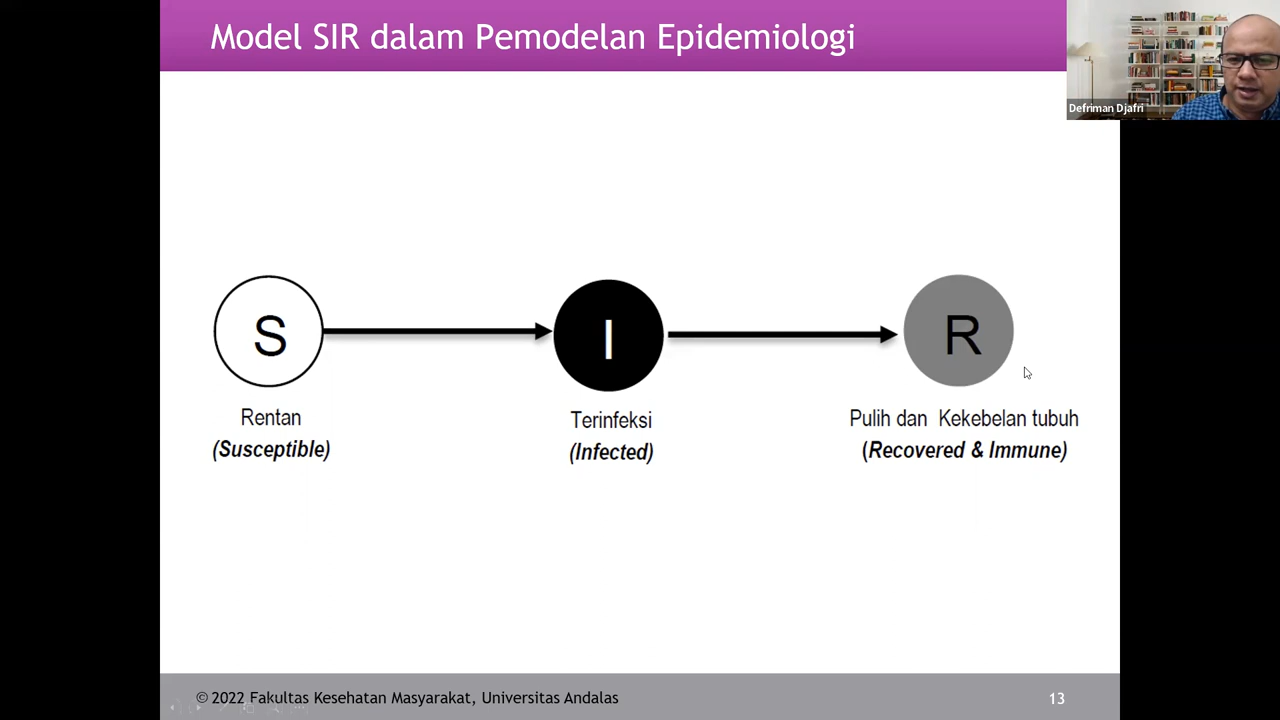 Model SIR dalam Pemodelan Epidemiologi
Defriman Djafri
S
I
R
Rentan
(Susceptible)
Terinfeksi
(Infected)
Pulih dan Kekebelan tubuh
(Recovered & Immune)
© 2022 Fakultas Kesehatan Masyarakat, Universitas Andalas
13